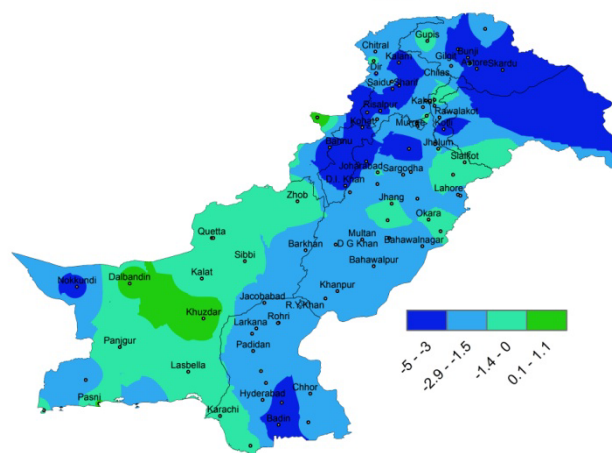 Gupis
Chitral
Bunji
Kalam
Gilgit
Astore
Skardu
Dir
Chilas
Saidu Sharif
Kakul
Risalpur
Rawalakot
Kohat
Murree
Kotli
Bannu
Jhalum
Sialkot
Joharabad
Sargodha
D.I. Khan
Lahore
Zhob
Jhang
Okara
Quetta
Multan
Barkhan
D G Khan
Bahawalnagar
Sibbi
Bahawalpur
Kalat
Nokkundi
Dalbandin
Khanpur
Jacobabad
R.Y.Khan
Khuzdar
Rohri
Larkana
Panjgur
Padidan
Lasbella
Pasni
Hyderabad
Chhor
Karachi
Badin
-5 - -3
-2.9 - -1.5
-1.4 - 0
0.1 - 1.1